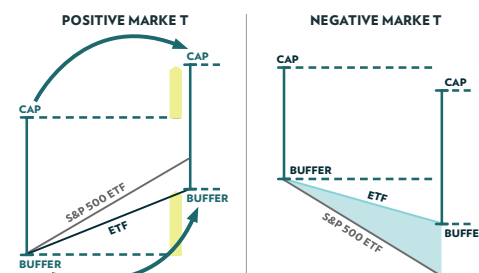 POSITIVE MARKE T
CAP
CAP
S&P 500 ETF
ETF
BUFFER
BUFFER
NEGATIVE MARKE T
CAP
CAP
BUFFER
ETF
S&P 500 ETF
BUFFE